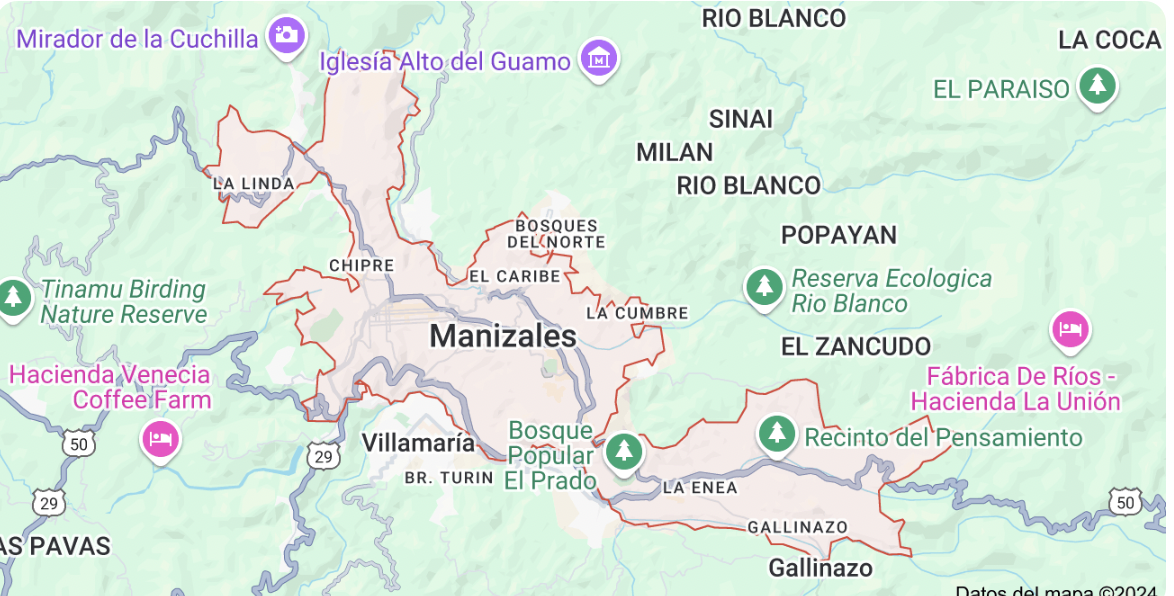 RIO BLANCO
Mirador de la Cuchilla
LA COCA
Iglesía Alto del Guamo
EL PARAISO
SINAI
MILAN
LA LINDA
RIO BLANCO
BOSQUES
DEL NORTE
POPAYAN
CHIPRE
EL CARIBE
Tinamu Birding
Nature Reserve
Reserva Ecologica
Rio Blanco
LA CUMBRE
Manizales
EL ZANCUDO
Hacienda Venecia
Coffee Farm
Fábrica De Ríos -
Hacienda La Unión
50
29
Villamaría
Bosque
Popular
El Prado
Recinto del Pensamiento
BR. TURIN
LA ENEA
29
50
GALLINAZO
AS PAVAS
Gallinazo
Datos del mapa ©2024